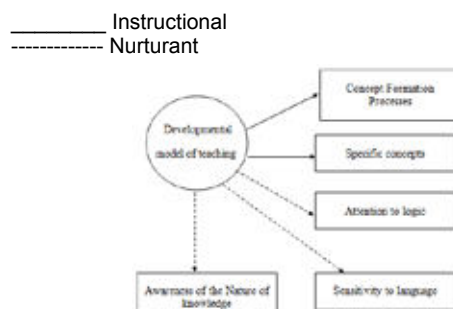 Instructional
Nurturant
Concept Formation
Processes
Developmental
model of teaching
Specific concepts
Attention to logic
Awareness of the Nature of
knowledge
Sensitivity to language